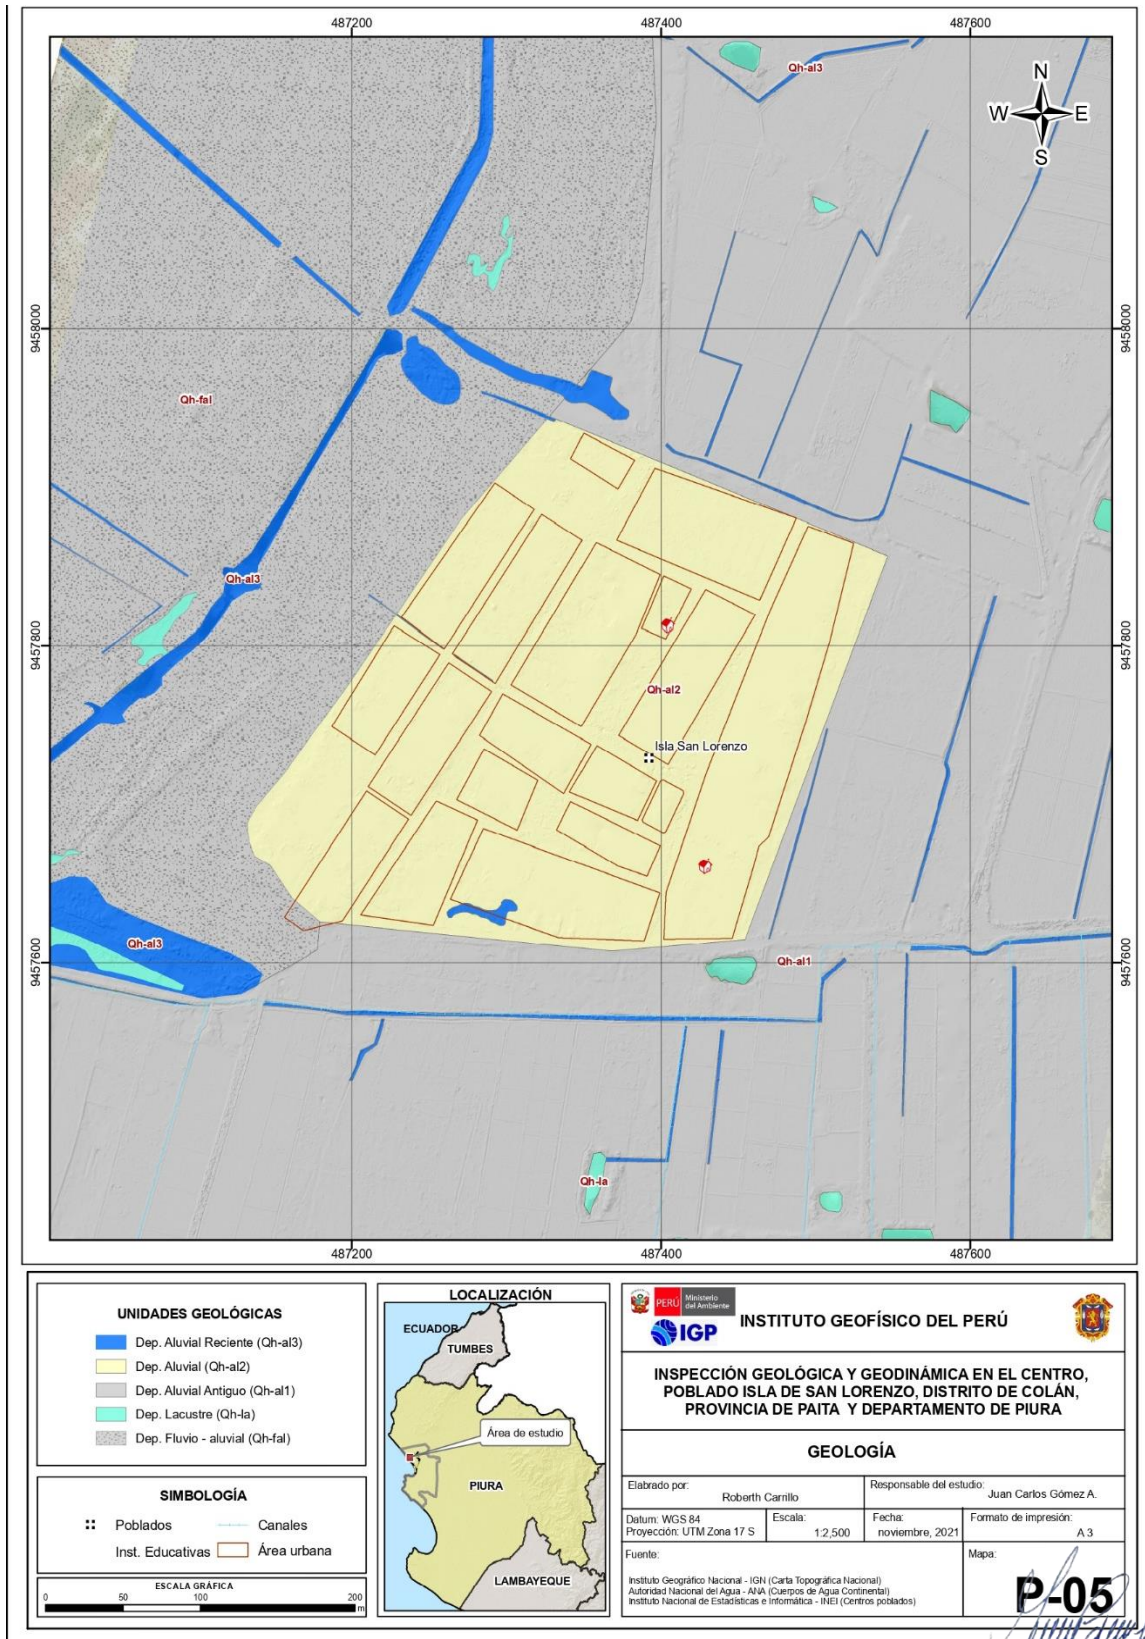 487200
487400
487600
Qh-al3
N
W
E
S
9458000
9458000
Qh-fal
Qh-al3
9457800
9457800
Qh-al2
Isla San Lorenzo
Qh-al3
Qh-al1
9457600
9457600
Qh-la
487200
487400
487600
UNIDADES GEOLÓGICAS
Dep. Aluvial Reciente (Qh-al3)
Dep. Aluvial (Qh-al2)
Dep. Aluvial Antiguo (Qh-al1)
Dep. Lacustre (Qh-la)
Dep. Fluvio - aluvial (Qh-fal)
SIMBOLOGÍA
Poblados
Canales
Inst. Educativas
Área urbana
ESCALA GRÁFICA
0 50 100 200
m
LOCALIZACIÓN
ECUADOR
TUMBES
Área de estudio
PIURA
LAMBAYEQUE
PERÚ
Ministerio
del Ambiente
IGP
INSTITUTO GEOFÍSICO DEL PERÚ
INSPECCIÓN GEOLÓGICA Y GEODINÁMICA EN EL CENTRO,
POBLADO ISLA DE SAN LORENZO, DISTRITO DE COLÁN,
PROVINCIA DE PAITA Y DEPARTAMENTO DE PIURA
GEOLOGÍA
Elaborado por:
Roberth Carrillo
Responsable del estudio:
Juan Carlos Gómez A.
Datum: WGS 84
Proyección: UTM Zona 17 S
Escala:
1:2,500
Fecha:
noviembre, 2021
Formato de impresión:
A 3
Fuente:
Instituto Geográfico Nacional - IGN (Carta Topográfica Nacional)
Autoridad Nacional del Agua - ANA (Cuerpos de Agua Continental)
Instituto Nacional de Estadísticas e Informática - INEI (Centros poblados)
Mapa:
P-05